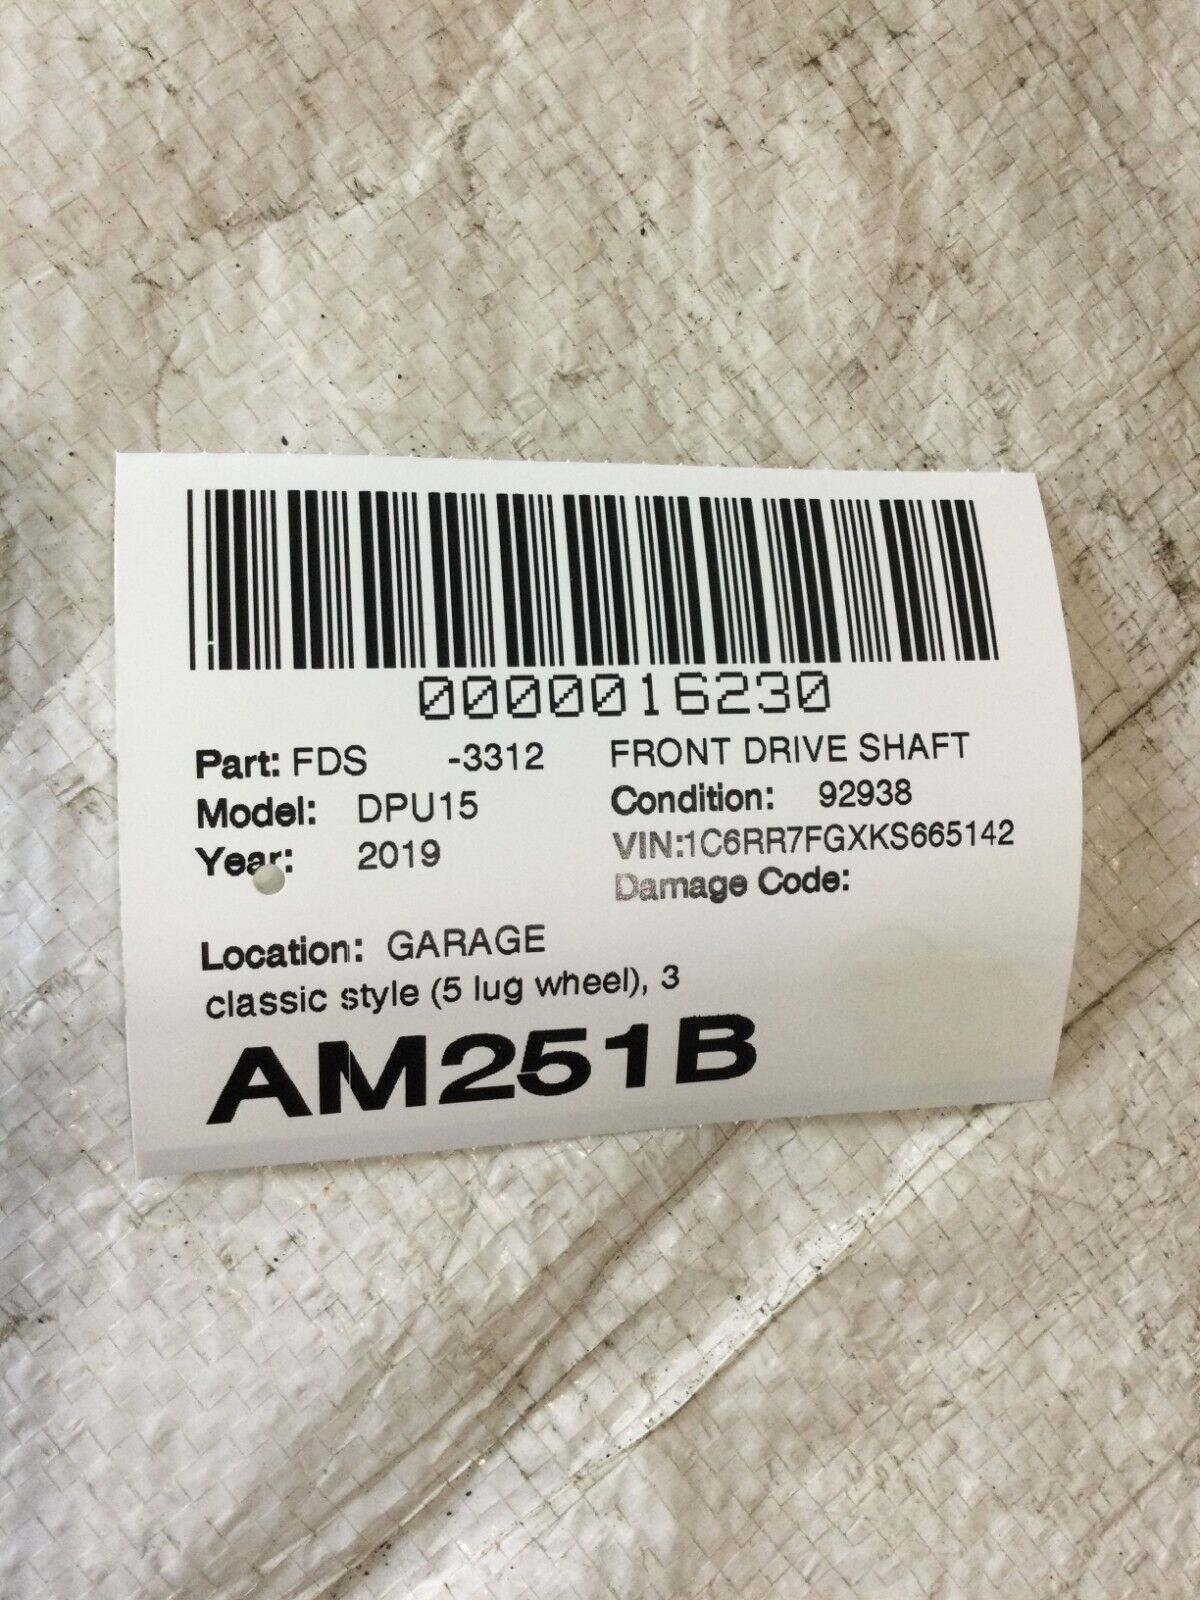 0000016230
Part: FDS -3312 FRONT DRIVE SHAFT
Model: DPU15 Condition: 92938
Year: 2019 VIN:1C6RR7FGXKS665142
Damage Code:
Location: GARAGE
classic style (5 lug wheel), 3
AM251B